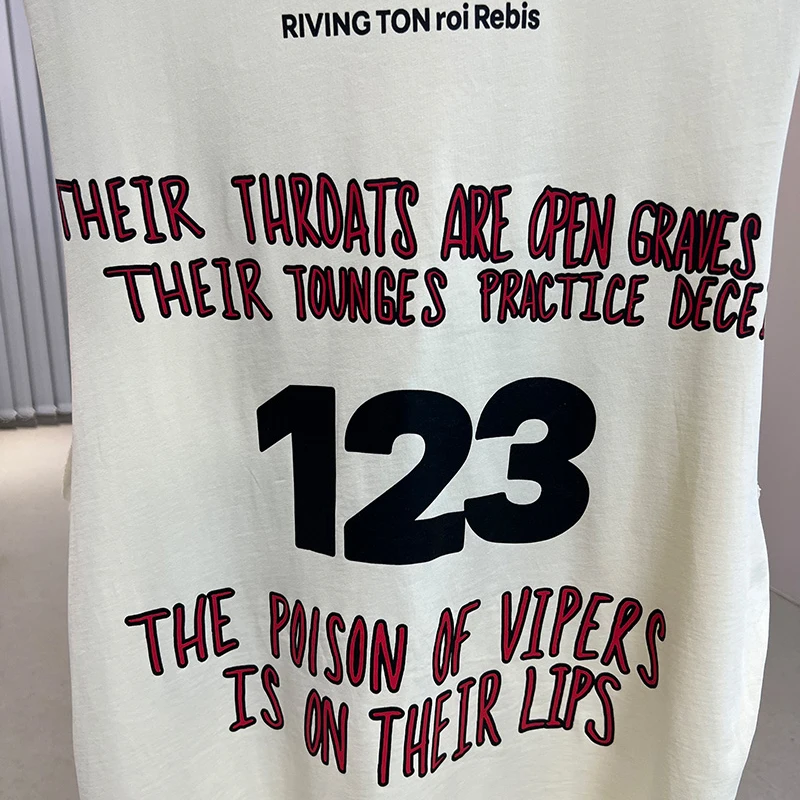 RIVING TON roi Rebis
THEIR THROATS ARE OPEN GRAVES
THEIR TOUNGES PRACTICE
123
THE POISON OF VIPERS
IS ON THEIR LIPS